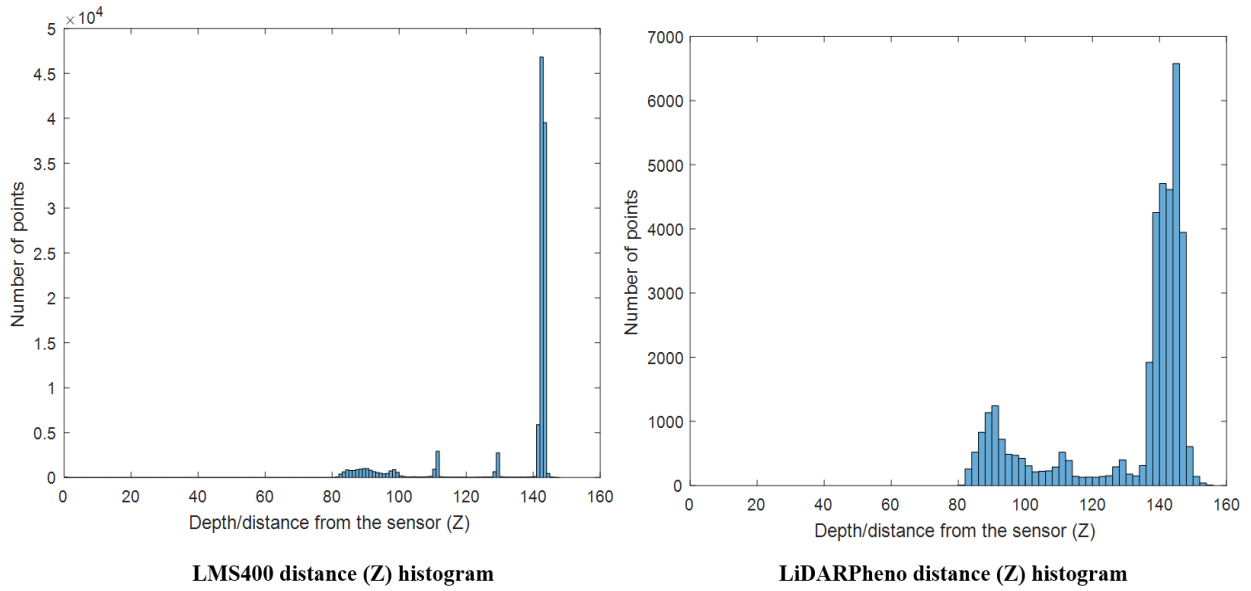 ×10⁴
5
4.5
4
3.5
3
2.5
2
1.5
1
0.5
0
Number of points
0 20 40 60 80 100 120 140 160
Depth/distance from the sensor (Z)
LMS400 distance (Z) histogram
7000
6000
5000
4000
3000
2000
1000
0
Number of points
0 20 40 60 80 100 120 140 160
Depth/distance from the sensor (Z)
LiDARPheno distance (Z) histogram